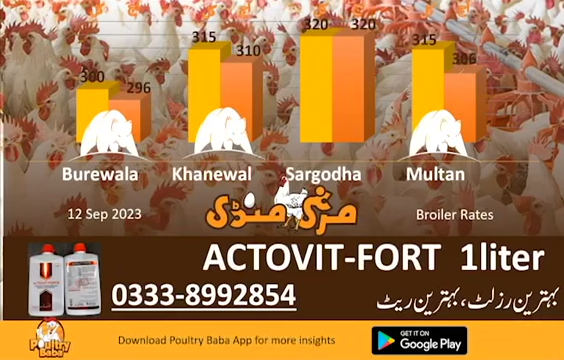 300 296 315 310 320 320 315 306
Burewala Khanewal Sargodha Multan
12 Sep 2023 مرغی منڈی Broiler Rates
ACTOVIT-FORT 1liter
0333-8992854 بہترین رزلٹ، بہترین ریٹ
Poultry Baba Download Poultry Baba App for more insights GET IT ON
Google Play